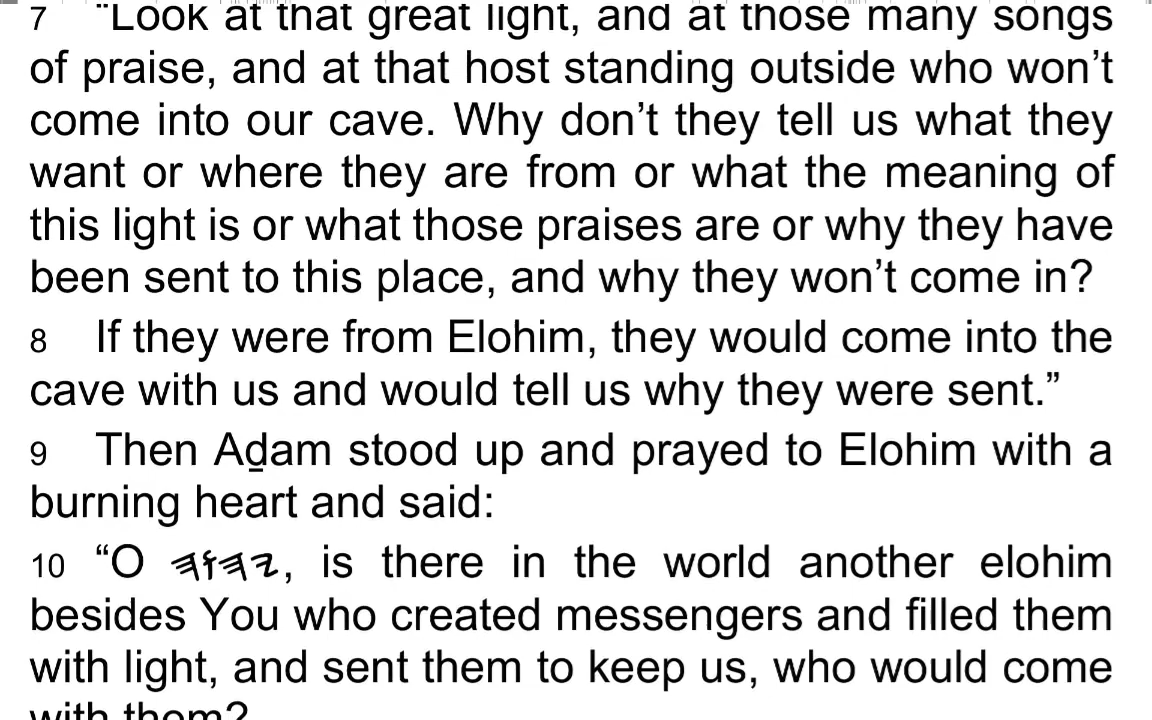 7 "Look at that great light, and at those many songs
of praise, and at that host standing outside who won’t
come into our cave. Why don’t they tell us what they
want or where they are from or what the meaning of
this light is or what those praises are or why they have
been sent to this place, and why they won’t come in?
8 If they were from Elohim, they would come into the
cave with us and would tell us why they were sent.”
9 Then Aḏam stood up and prayed to Elohim with a
burning heart and said:
10 “O 𐤉𐤄𐤅𐤄, is there in the world another elohim
besides You who created messengers and filled them
with light, and sent them to keep us, who would come
with them?